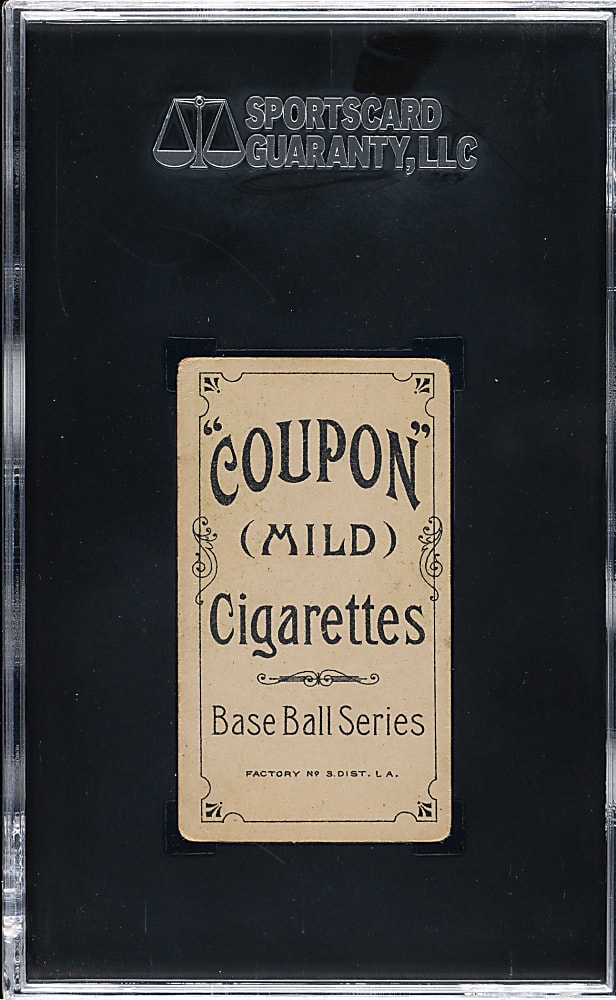 SPORTSCARD
GUARANTY, LLC
"COUPON"
(MILD)
Cigarettes
Base Ball Series
FACTORY Nº 3. DIST. LA.